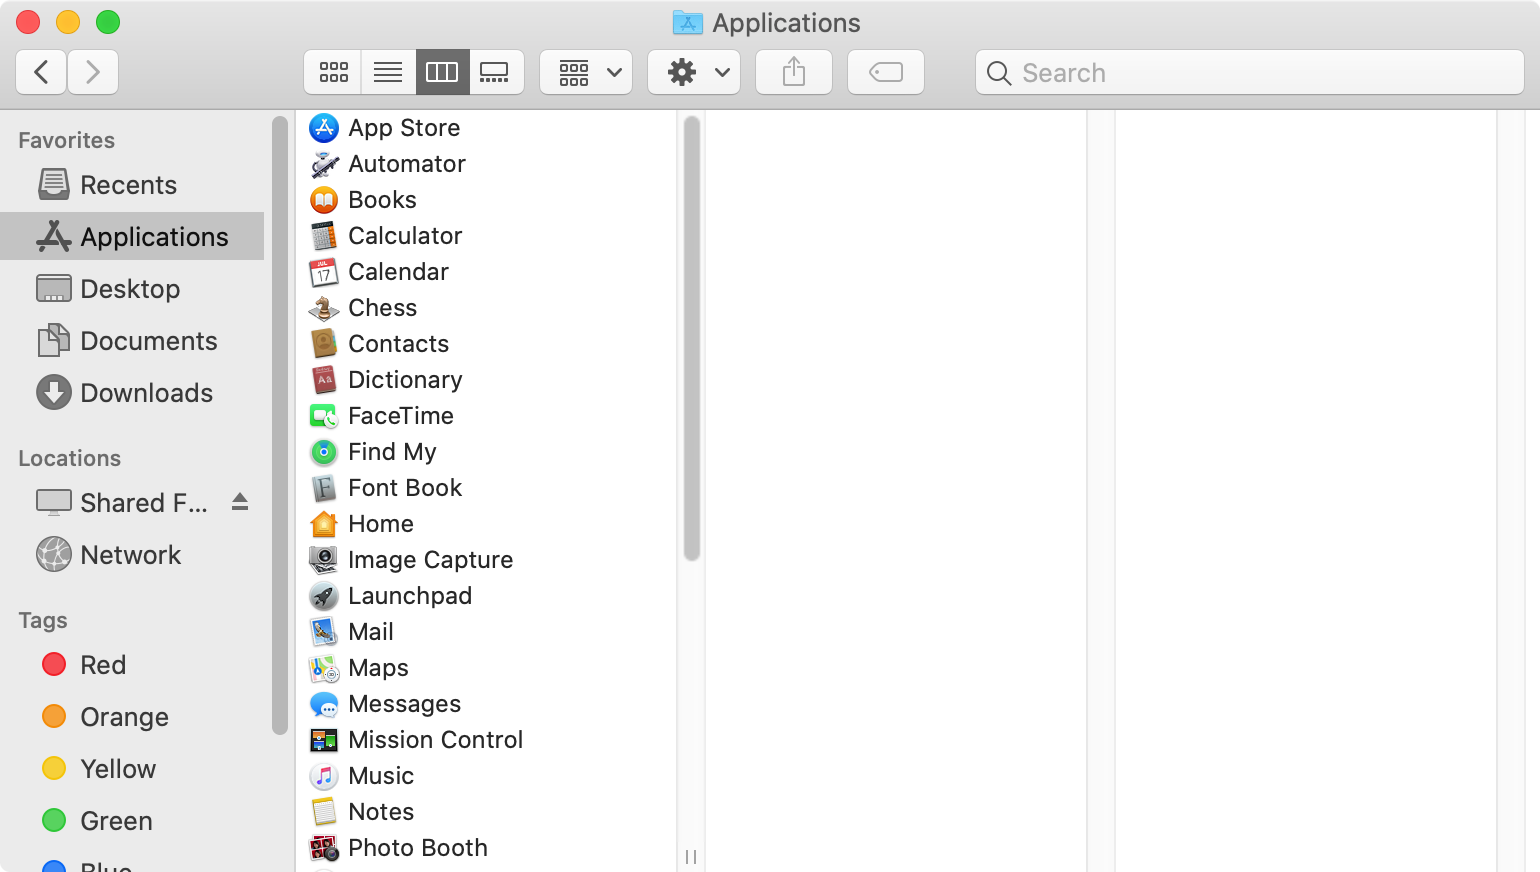 Applications
Search
Favorites
Recents
Applications
Desktop
Documents
Downloads
Locations
Shared F...
Network
Tags
Red
Orange
Yellow
Green
Blue
App Store
Automator
Books
Calculator
Calendar
Chess
Contacts
Dictionary
FaceTime
Find My
Font Book
Home
Image Capture
Launchpad
Mail
Maps
Messages
Mission Control
Music
Notes
Photo Booth